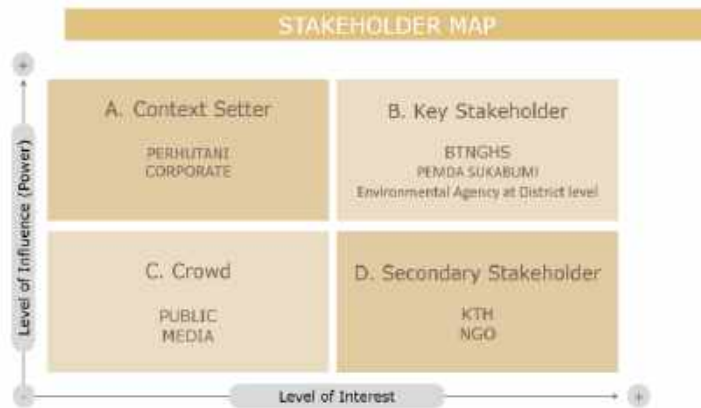 STAKEHOLDER MAP
+
A. Context Setter
PERHUTANI
CORPORATE
B. Key Stakeholder
BTNGHS
PEMDA SUKABUMI
Environmental Agency at District level
Level of Influence (Power)
C. Crowd
PUBLIC
MEDIA
D. Secondary Stakeholder
KTH
NGO
-
Level of Interest
+